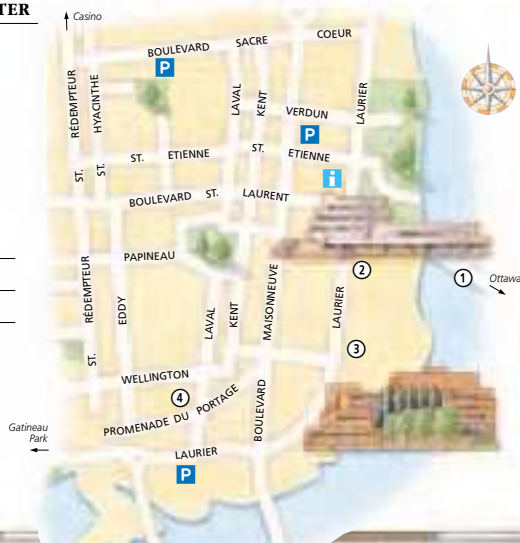 TER
Casino
BOULEVARD SACRE COEUR
P
RÉDEMPTEUR
HYACINTHE
LAVAL
KENT
LAURIER
VERDUN
P
ST.
ST.
ST. ETIENNE ST. ETIENNE
i
BOULEVARD ST. LAURENT
PAPINEAU
2
1
Ottawa
ST. RÉDEMPTEUR
EDDY
LAVAL
KENT
MAISONNEUVE
LAURIER
3
WELLINGTON
4
PROMENADE DU PORTAGE
BOULEVARD
Gatineau
Park
LAURIER
P